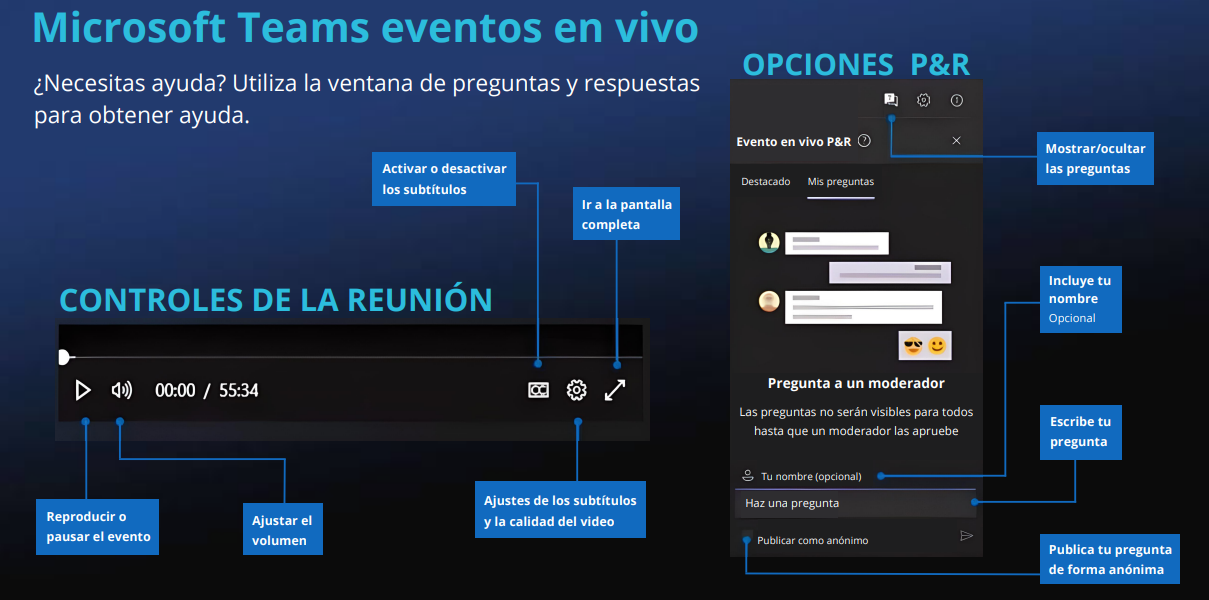 Microsoft Teams eventos en vivo
¿Necesitas ayuda? Utiliza la ventana de preguntas y respuestas
para obtener ayuda.
CONTROLES DE LA REUNIÓN
Activar o desactivar
los subtítulos
Ir a la pantalla
completa
00:00 / 55:34
CC
Reproducir o
pausar el evento
Ajustar el
volumen
Ajustes de los subtítulos
y la calidad del video
OPCIONES P&R
Evento en vivo P&R
Mostrar/ocultar
las preguntas
Destacado Mis preguntas
Pregunta a un moderador
Las preguntas no serán visibles para todos
hasta que un moderador las apruebe
Incluye tu
nombre
Opcional
Tu nombre (opcional)
Escribe tu
pregunta
Haz una pregunta
Publicar como anónimo
Publica tu pregunta
de forma anónima